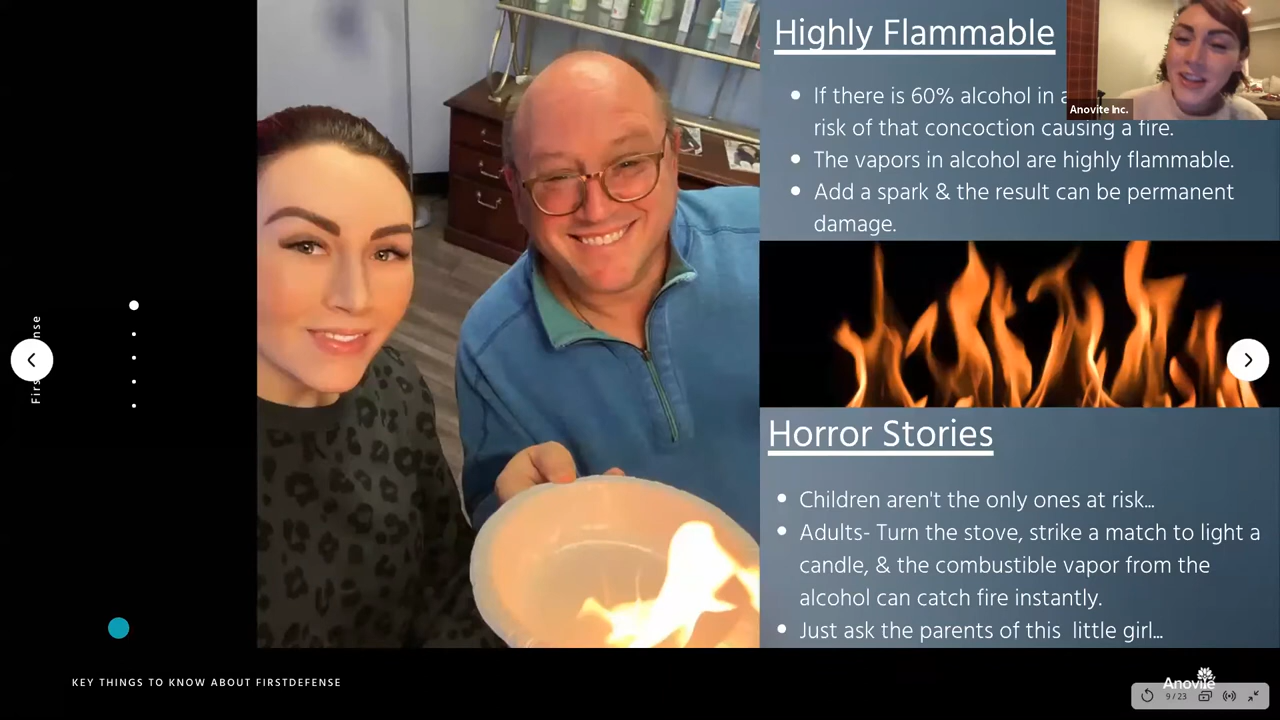 Highly Flammable
If there is 60% alcohol in a
risk of that concoction causing a fire.
The vapors in alcohol are highly flammable.
Add a spark & the result can be permanent
damage.
Anovite Inc.
Horror Stories
Children aren't the only ones at risk...
Adults- Turn the stove, strike a match to light a
candle, & the combustible vapor from the
alcohol can catch fire instantly.
Just ask the parents of this little girl...
KEY THINGS TO KNOW ABOUT FIRSTDEFENSE
Anovite
9 / 23